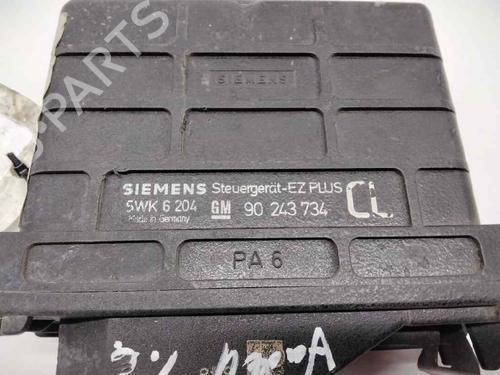 SIEMENS
SIEMENS Steuergerät-EZ PLUS CL
5WK 6 204 GM 90 243 734
Made in Germany
PA 6